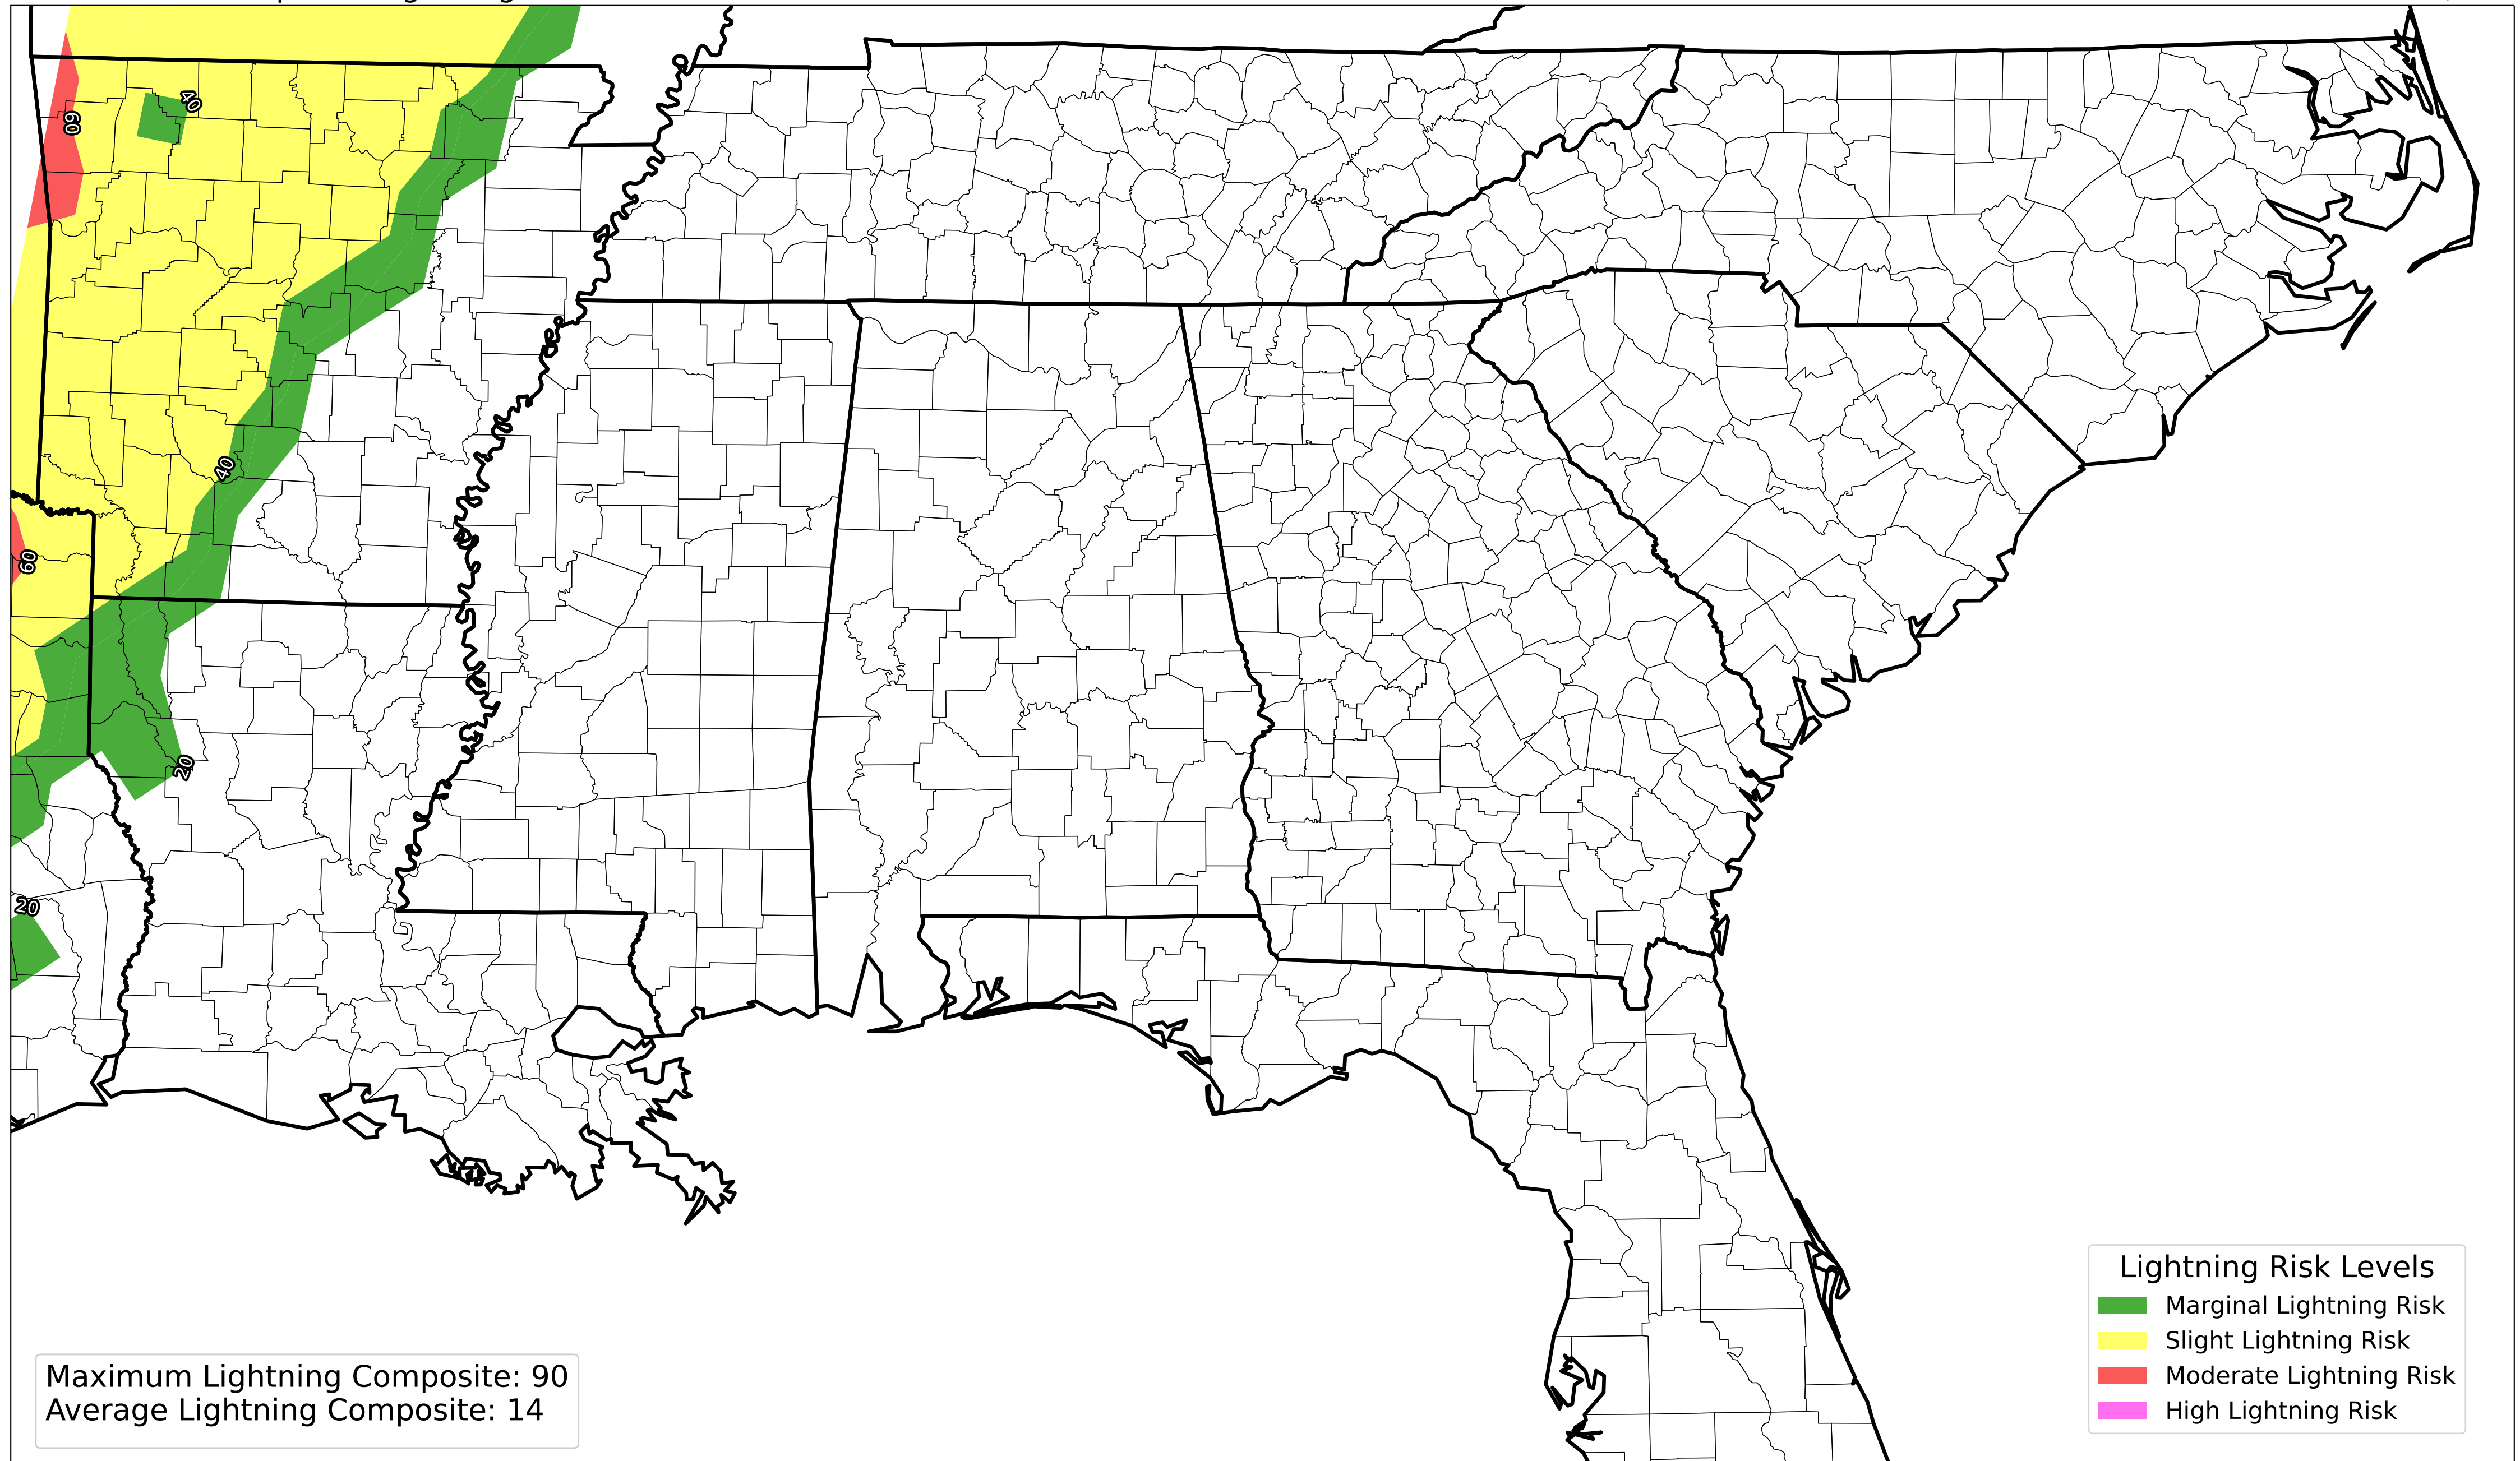 40
60
40
60
20
20
Lightning Risk Levels
Marginal Lightning Risk
Slight Lightning Risk
Moderate Lightning Risk
High Lightning Risk
Maximum Lightning Composite: 90
Average Lightning Composite: 14